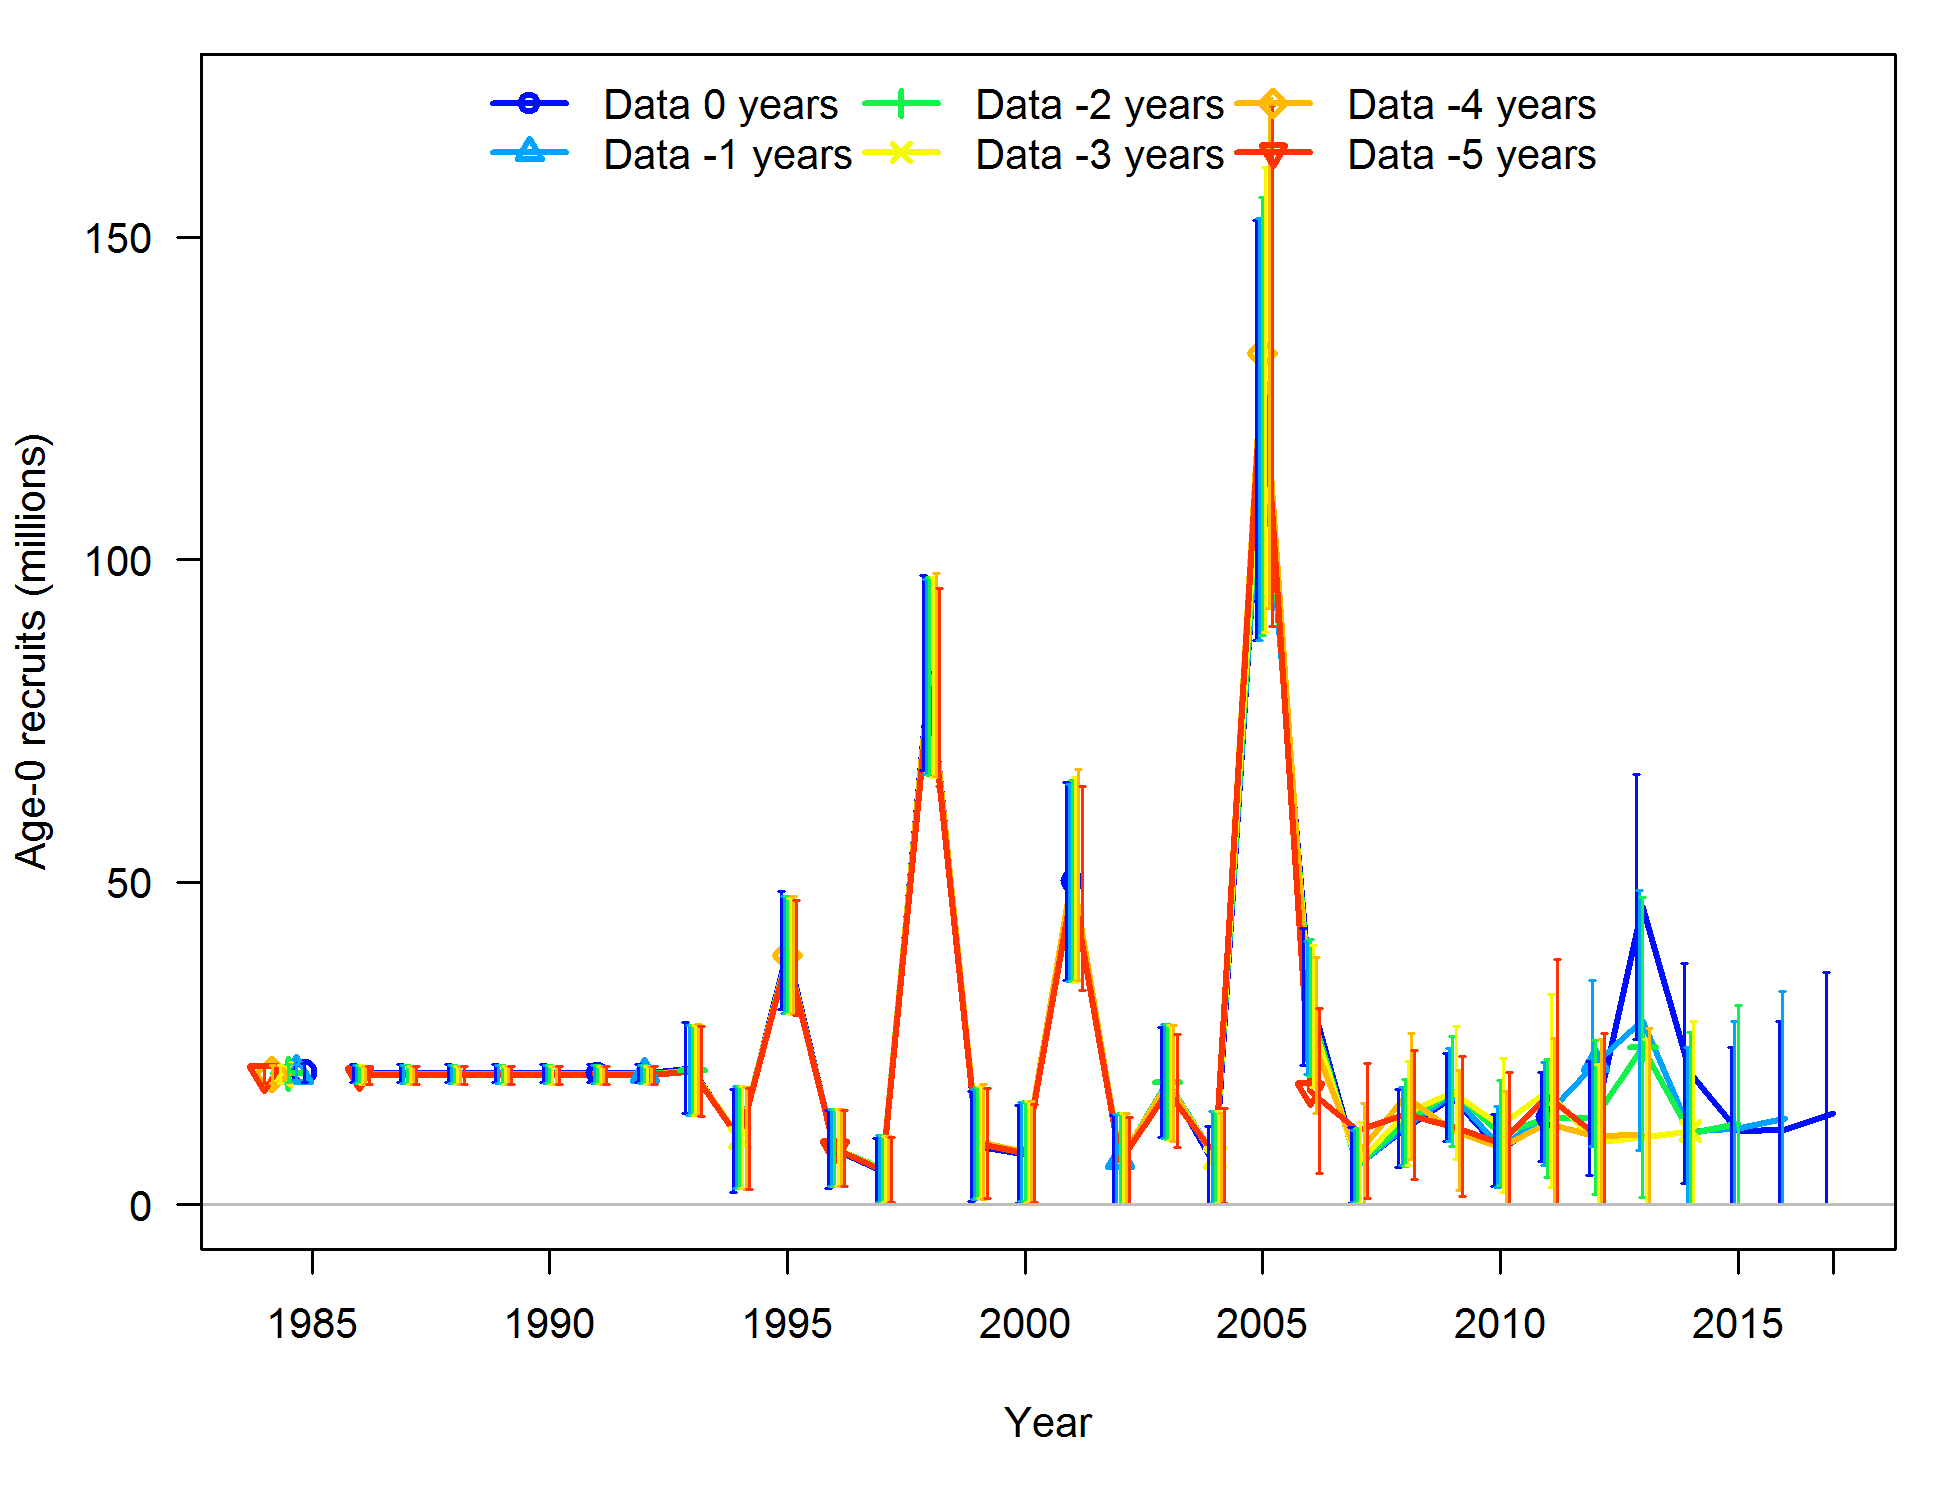 Data 0 years Data -2 years Data -4 years
Data -1 years Data -3 years Data -5 years
150
100
50
0
Age-0 recruits (millions)
1985 1990 1995 2000 2005 2010 2015
Year